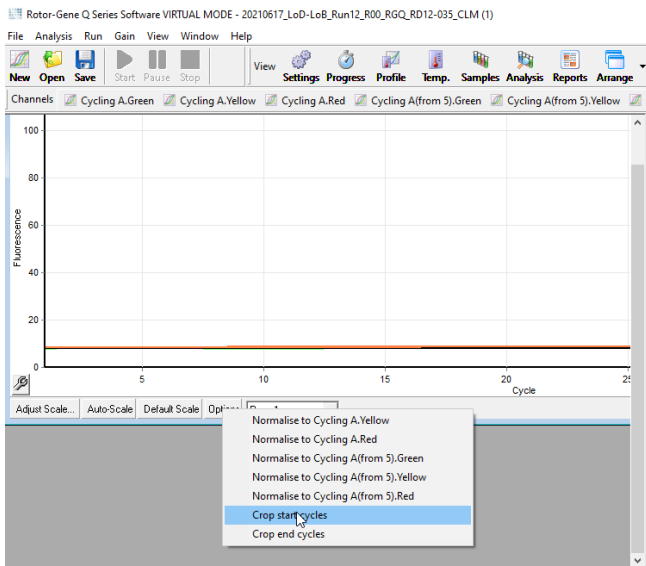 Rotor-Gene Q Series Software VIRTUAL MODE - 20210617_LoD-LoB_Run12_R00_RGQ_RD12-035_CLM (1)
File Analysis Run Gain View Window Help
New Open Save Start Pause Stop View Settings Progress Profile Temp. Samples Analysis Reports Arrange
Channels Cycling A.Green Cycling A.Yellow Cycling A.Red Cycling A(from 5).Green Cycling A(from 5).Yellow
100
80
60
Fluorescence
40
20
0
5 10 15 20
Cycle
Adjust Scale... Auto-Scale Default Scale
Normalise to Cycling A.Yellow
Normalise to Cycling A.Red
Normalise to Cycling A(from 5).Green
Normalise to Cycling A(from 5).Yellow
Normalise to Cycling A(from 5).Red
Crop start cycles
Crop end cycles